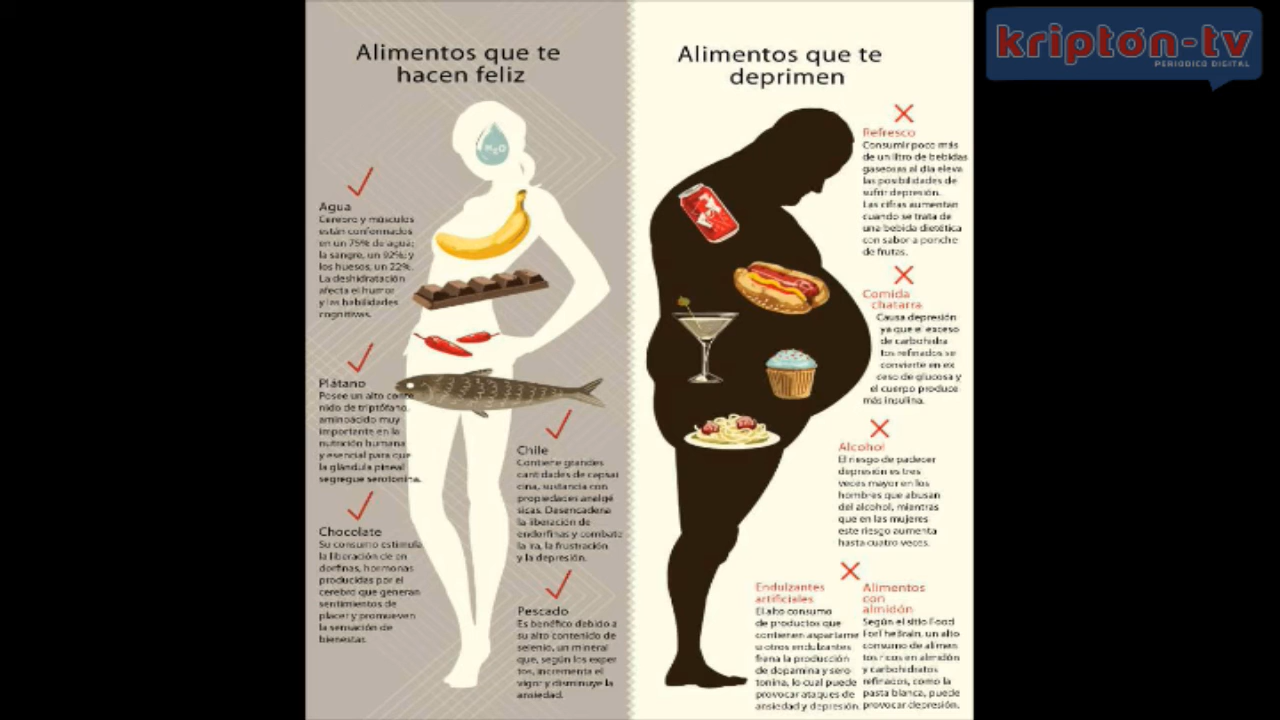 kriptón-tv
PERIODICO DIGITAL
Alimentos que te
hacen feliz
H2O
Agua
Cerebro y músculos
están conformados
en un 75% de agua;
la sangre, un 92%; y
los huesos, un 22%.
La deshidratación
afecta el humor
y las habilidades
cognitivas.
Plátano
Posee un alto conte
nido de triptófano,
aminoácido muy
importante en la
nutrición humana
y esencial para que
la glándula pineal
segregue serotonina.
Chocolate
Su consumo estimula
la liberación de en
dorfinas, hormonas
producidas por el
cerebro que generan
sentimientos de
placer y promueven
la sensación de
bienestar.
Chile
Contiene grandes
cantidades de capsai
cina, sustancia con
propiedades analgé
sicas. Desencadena
la liberación de
endorfinas y combate
la ira, la frustración
y la depresión.
Pescado
Es benéfico debido a
su alto contenido de
selenio, un mineral
que, según los exper
tos, incrementa el
vigor y disminuye la
ansiedad.
Alimentos que te
deprimen
Refresco
Consumir poco más
de un litro de bebidas
gaseosas al día eleva
las posibilidades de
sufrir depresión.
Las cifras aumentan
cuando se trata de
una bebida dietética
con sabor a ponche
de frutas.
Comida
chatarra
Causa depresión
ya que el exceso
de carbohidra
tos refinados se
convierte en ex
ceso de glucosa y
el cuerpo produce
más insulina.
Alcohol
El riesgo de padecer
depresión es tres
veces mayor en los
hombres que abusan
del alcohol, mientras
que en las mujeres
este riesgo aumenta
hasta cuatro veces.
Endulzantes
artificiales
El alto consumo
de productos que
contienen aspartame
u otros endulzantes
frena la producción
de dopamina y sero
tonina, lo cual puede
provocar ataques de
ansiedad y depresión.
Alimentos
con
almidón
Según el sitio Food
ForTheBrain, un alto
consumo de alimen
tos ricos en almidón
y carbohidratos
refinados, como la
pasta blanca, puede
provocar depresión.